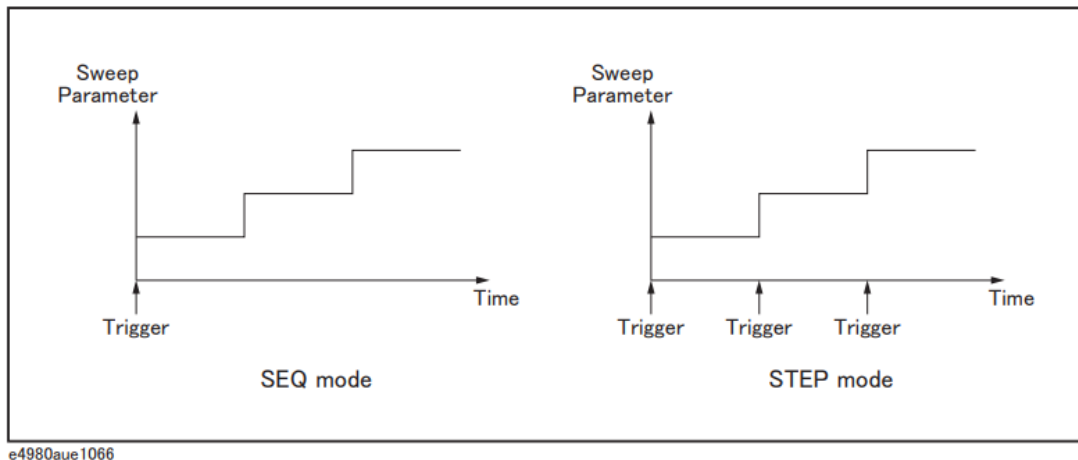 Sweep
Parameter
Time
Trigger
SEQ mode
Sweep
Parameter
Time
Trigger
Trigger
Trigger
STEP mode
e4980aue1066